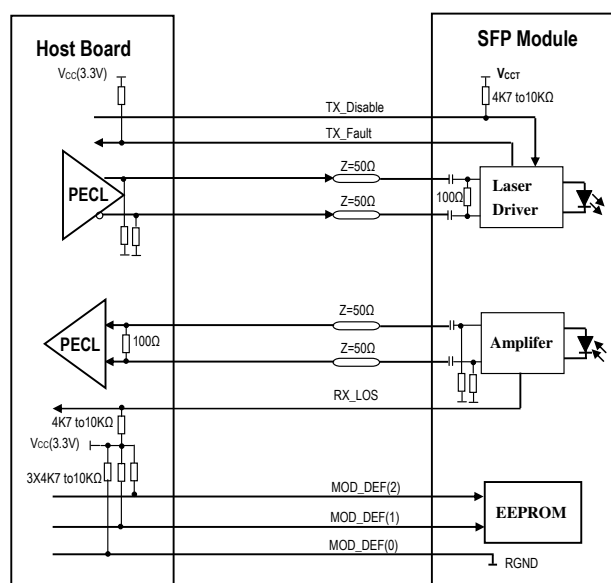 Host Board
SFP Module
Vcc(3.3V)
VCCT
4K7 to10KΩ
TX_Disable
TX_Fault
Z=50Ω
PECL
100Ω
Laser
Driver
Z=50Ω
Z=50Ω
PECL
100Ω
Amplifer
Z=50Ω
RX_LOS
4K7 to10KΩ
Vcc(3.3V)
3X4K7 to10KΩ
MOD_DEF(2)
EEPROM
MOD_DEF(1)
MOD_DEF(0)
RGND